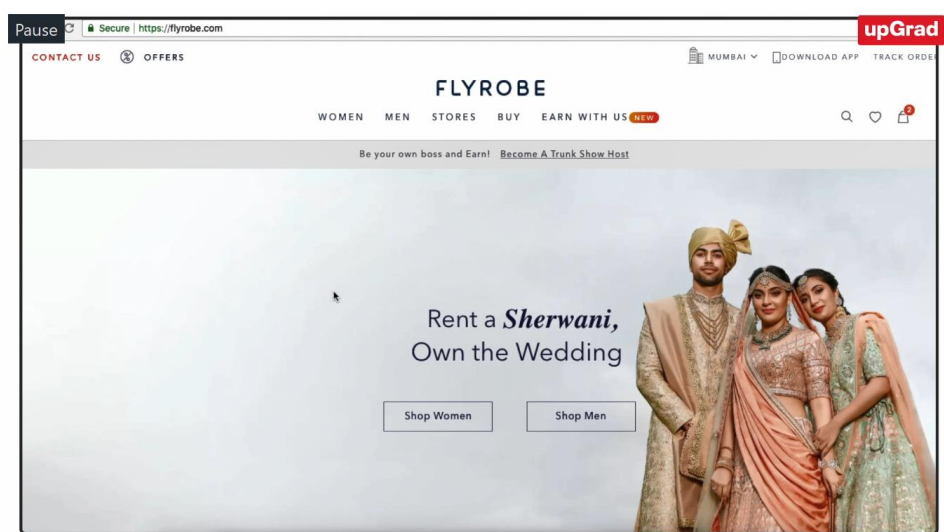 Pause
Secure https://flyrobe.com
upGrad
CONTACT US OFFERS MUMBAI DOWNLOAD APP TRACK ORDER
FLYROBE
WOMEN MEN STORES BUY EARN WITH US NEW 2
Be your own boss and Earn! Become A Trunk Show Host
Rent a Sherwani,
Own the Wedding
Shop Women Shop Men